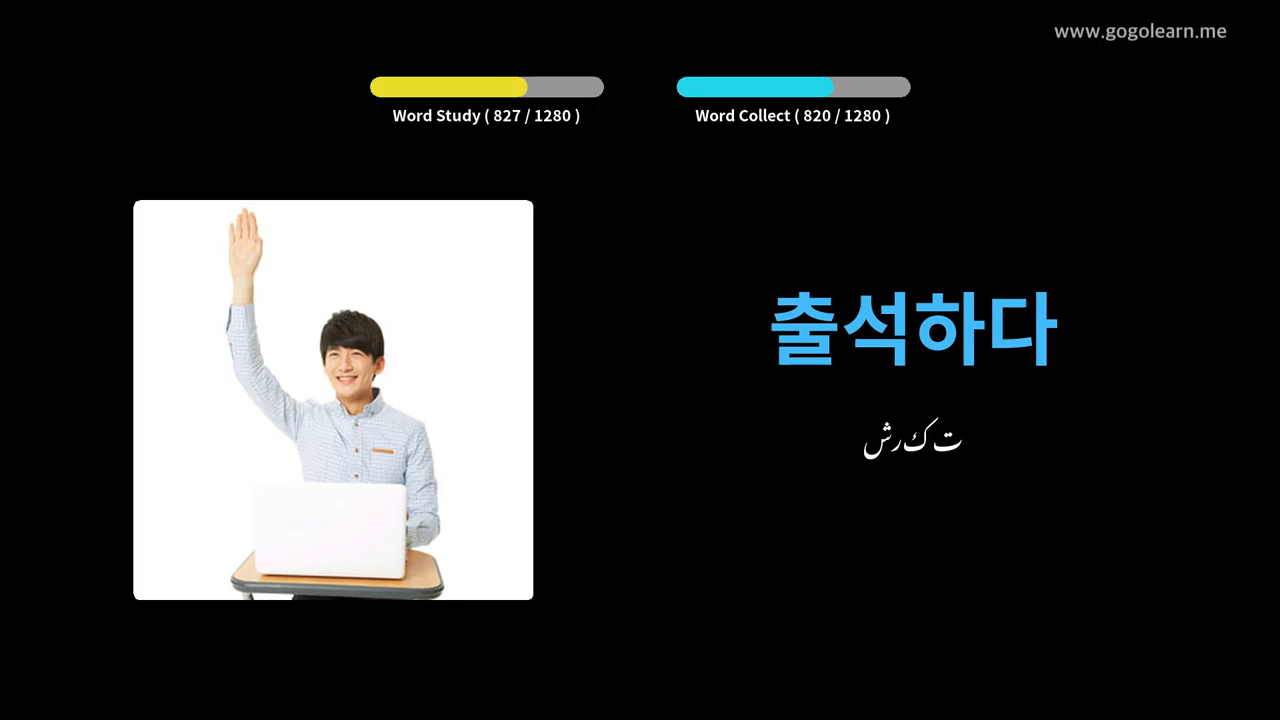 www.gogolearn.me
Word Study ( 827 / 1280 )
Word Collect ( 820 / 1280 )
출석하다
ت ک رش